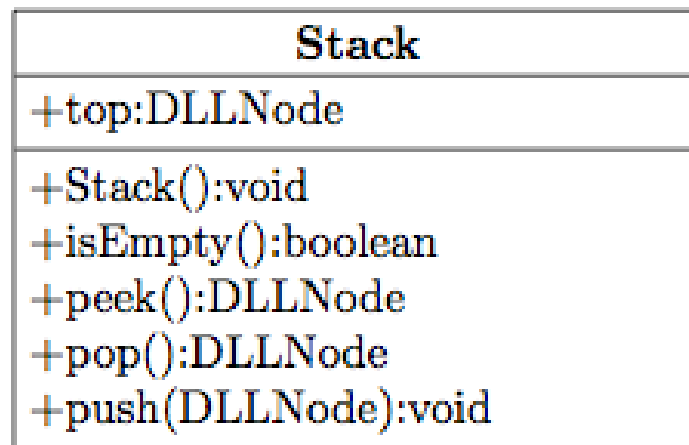 Stack
+top:DLLNode
+Stack():void
+isEmpty():boolean
+peek():DLLNode
+pop():DLLNode
+push(DLLNode):void